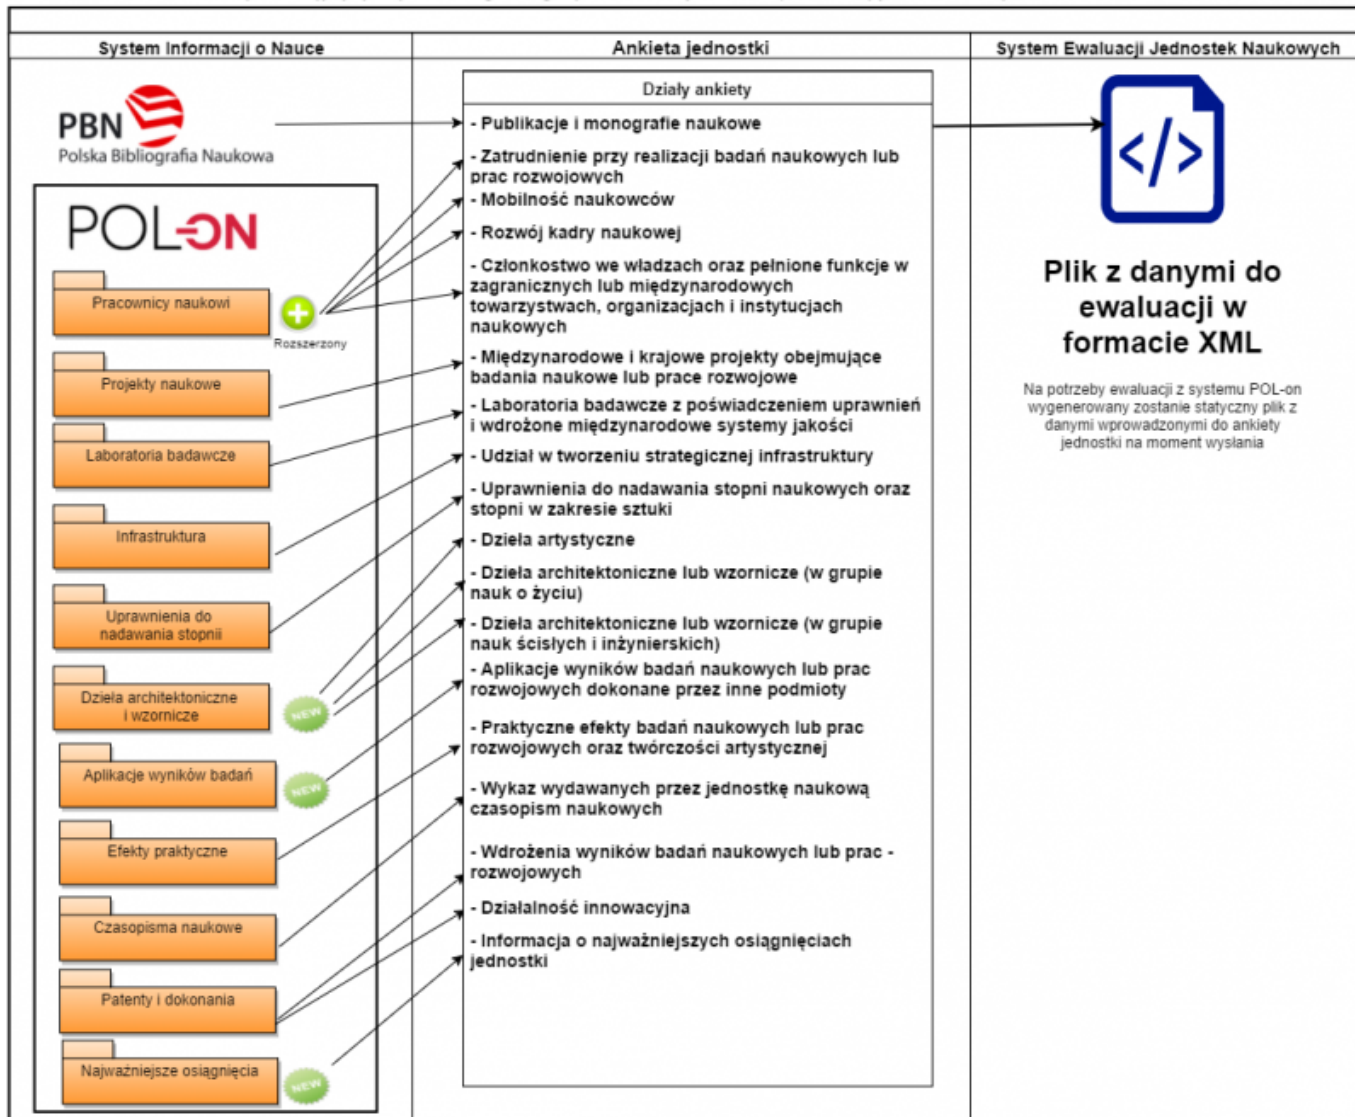 System Informacji o Nauce
Ankieta jednostki
System Ewaluacji Jednostek Naukowych
PBN
Polska Bibliografia Naukowa
POL-ON
Pracownicy naukowi
Rozszerzony
Projekty naukowe
Laboratoria badawcze
Infrastruktura
Uprawnienia do
nadawania stopnii
Dzieła architektoniczne
i wzornicze
NEW
Aplikacje wyników badań
NEW
Efekty praktyczne
Czasopisma naukowe
Patenty i dokonania
Najważniejsze osiągnięcia
NEW
Działy ankiety
- Publikacje i monografie naukowe
- Zatrudnienie przy realizacji badań naukowych lub
prac rozwojowych
- Mobilność naukowców
- Rozwój kadry naukowej
- Członkostwo we władzach oraz pełnione funkcje w
zagranicznych lub międzynarodowych
towarzystwach, organizacjach i instytucjach
naukowych
- Międzynarodowe i krajowe projekty obejmujące
badania naukowe lub prace rozwojowe
- Laboratoria badawcze z poświadczeniem uprawnień
i wdrożone międzynarodowe systemy jakości
- Udział w tworzeniu strategicznej infrastruktury
- Uprawnienia do nadawania stopni naukowych oraz
stopni w zakresie sztuki
- Dzieła artystyczne
- Dzieła architektoniczne lub wzornicze (w grupie
nauk o życiu)
- Dzieła architektoniczne lub wzornicze (w grupie
nauk ścisłych i inżynierskich)
- Aplikacje wyników badań naukowych lub prac
rozwojowych dokonane przez inne podmioty
- Praktyczne efekty badań naukowych lub prac
rozwojowych oraz twórczości artystycznej
- Wykaz wydawanych przez jednostkę naukową
czasopism naukowych
- Wdrożenia wyników badań naukowych lub prac -
rozwojowych
- Działalność innowacyjna
- Informacja o najważniejszych osiągnięciach
jednostki
</>
Plik z danymi do
ewaluacji w
formacie XML
Na potrzeby ewaluacji z systemu POL-on
wygenerowany zostanie statyczny plik z
danymi wprowadzonymi do ankiety
jednostki na moment wysłania